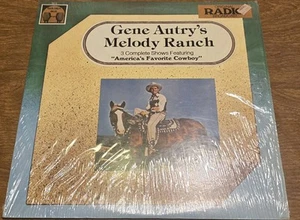 RADIO
Gene Autry's
Melody Ranch
3 Complete Shows Featuring
"America's Favorite Cowboy"